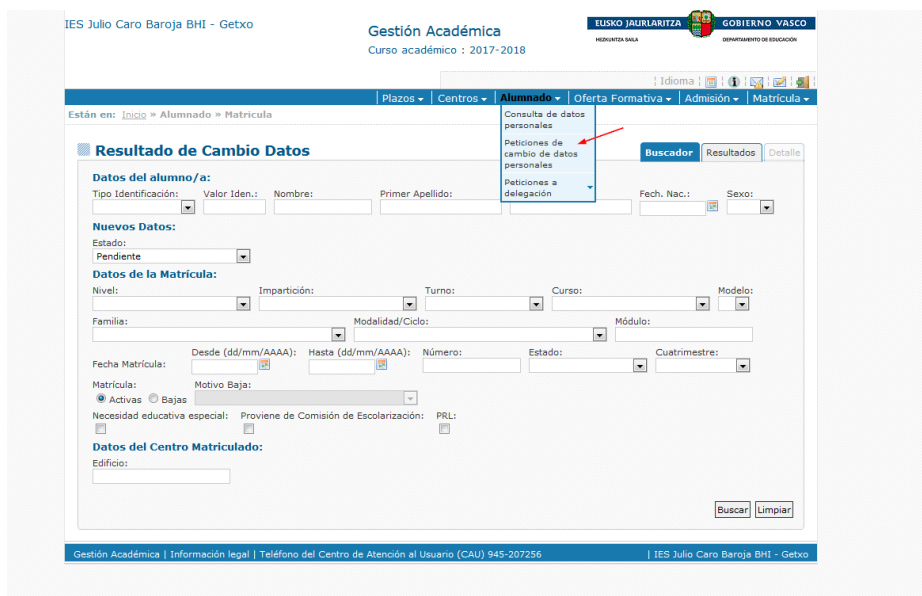 IES Julio Caro Baroja BHI - Getxo
Gestión Académica
Curso académico : 2017-2018
EUSKO JAURLARITZA
GOBIERNO VASCO
HEZKUNTZA SAILA
DEPARTAMENTO DE EDUCACIÓN
Idioma
Plazos Centros Alumnado Oferta Formativa Admisión Matrícula
Están en: Inicio » Alumnado » Matricula
Consulta de datos
personales
Peticiones de
cambio de datos
personales
Peticiones a
delegación
Resultado de Cambio Datos
Buscador Resultados Detalle
Datos del alumno/a:
Tipo Identificación: Valor Iden.: Nombre: Primer Apellido: Fech. Nac.: Sexo:
Nuevos Datos:
Estado:
Pendiente
Datos de la Matrícula:
Nivel: Impartición: Turno: Curso: Modelo:
Familia: Modalidad/Ciclo: Módulo:
Fecha Matrícula: Desde (dd/mm/AAAA): Hasta (dd/mm/AAAA): Número: Estado: Cuatrimestre:
Matrícula: Motivo Baja:
Activas Bajas
Necesidad educativa especial: Proviene de Comisión de Escolarización: PRL:
Datos del Centro Matriculado:
Edificio:
Buscar Limpiar
Gestión Académica | Información legal | Teléfono del Centro de Atención al Usuario (CAU) 945-207256 | IES Julio Caro Baroja BHI - Getxo